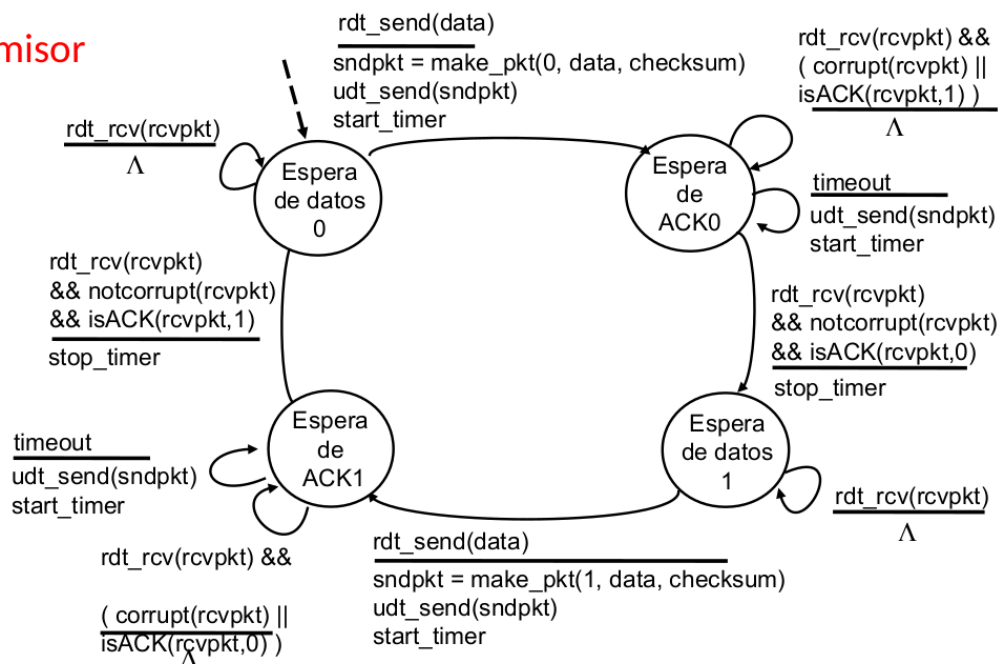 misor
rdt_send(data)
sndpkt = make_pkt(0, data, checksum)
udt_send(sndpkt)
start_timer
rdt_rcv(rcvpkt) &&
( corrupt(rcvpkt) ||
isACK(rcvpkt,1) )
Λ
rdt_rcv(rcvpkt)
Λ
Espera
de datos
0
Espera
de
ACK0
timeout
udt_send(sndpkt)
start_timer
rdt_rcv(rcvpkt)
&& notcorrupt(rcvpkt)
&& isACK(rcvpkt,1)
stop_timer
rdt_rcv(rcvpkt)
&& notcorrupt(rcvpkt)
&& isACK(rcvpkt,0)
stop_timer
Espera
de
ACK1
Espera
de datos
1
timeout
udt_send(sndpkt)
start_timer
rdt_rcv(rcvpkt)
Λ
rdt_rcv(rcvpkt) &&
( corrupt(rcvpkt) ||
isACK(rcvpkt,0) )
Λ
rdt_send(data)
sndpkt = make_pkt(1, data, checksum)
udt_send(sndpkt)
start_timer